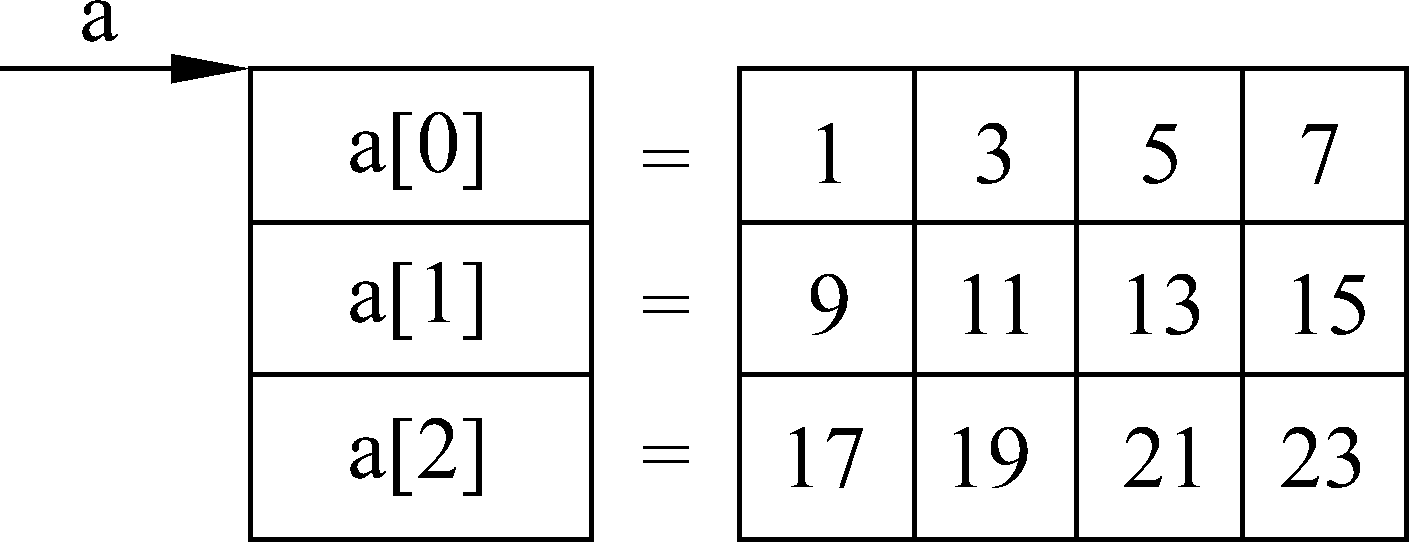 a
a[0] = 1 3 5 7
a[1] = 9 11 13 15
a[2] = 17 19 21 23